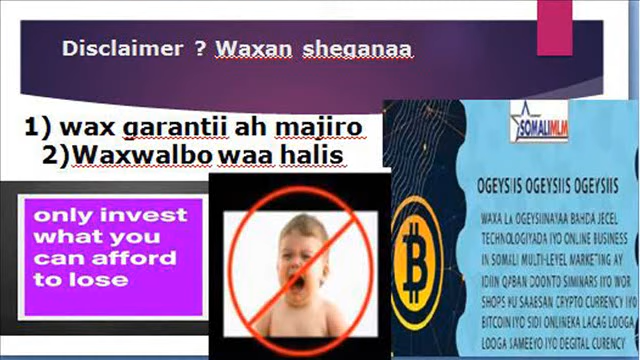 Disclaimer ? Waxan sheganaa
1) wax garantii ah majiro
2)Waxwalbo waa halis
only invest
what you
can afford
to lose
SOMALIMLM
OGEYSIIS OGEYSIIS OGEYSIIS
WAXA LA OGEYSIINAYAA BAHDA JECEL
TECHNOLOGIYADA IYO ONLINE BUSINESS
IN SOMALI MULTI-LEYEL MARKETING AY
IDIIN QABAN DOONTO SIMINARS IYO WOR
SHOPS KU SAABSAN CRYPTO CURRENCY IYO
BITCOIN IYO SIDI ONLINEKA LACAG LOOGA
LOOGA SAMEEYO IYO DEGITAL CURENCY